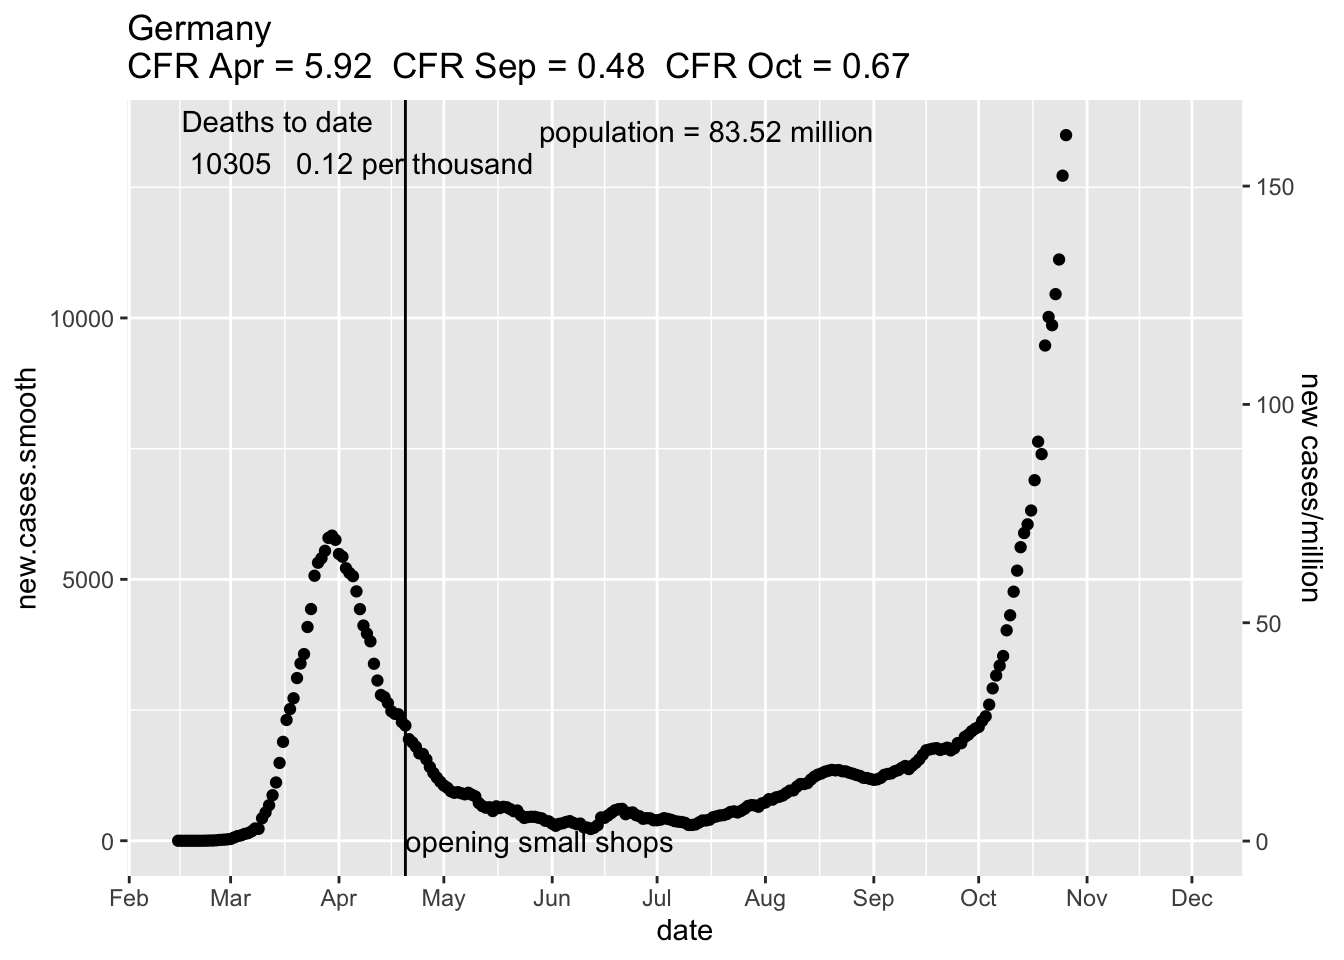 Germany
CFR Apr = 5.92  CFR Sep = 0.48  CFR Oct = 0.67
Deaths to date
10305   0.12 per thousand
population = 83.52 million
new.cases.smooth
10000
5000
0
150
100
50
0
new cases/million
opening small shops
Feb Mar Apr May Jun Jul Aug Sep Oct Nov Dec
date